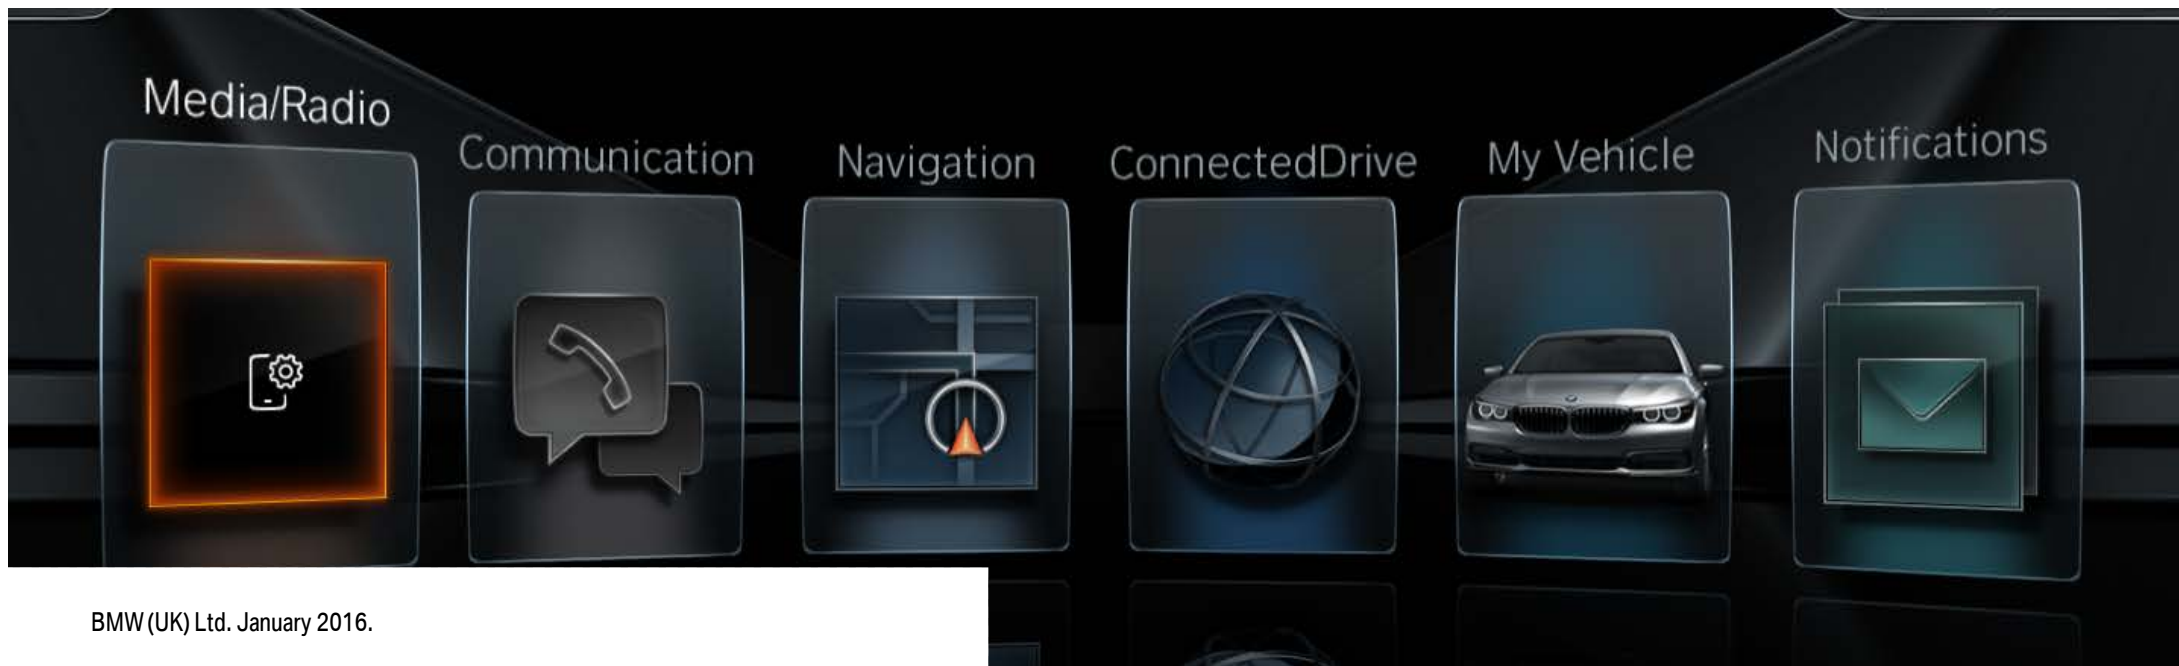 Media/Radio
Communication
Navigation
ConnectedDrive
My Vehicle
Notifications
BMW (UK) Ltd. January 2016.